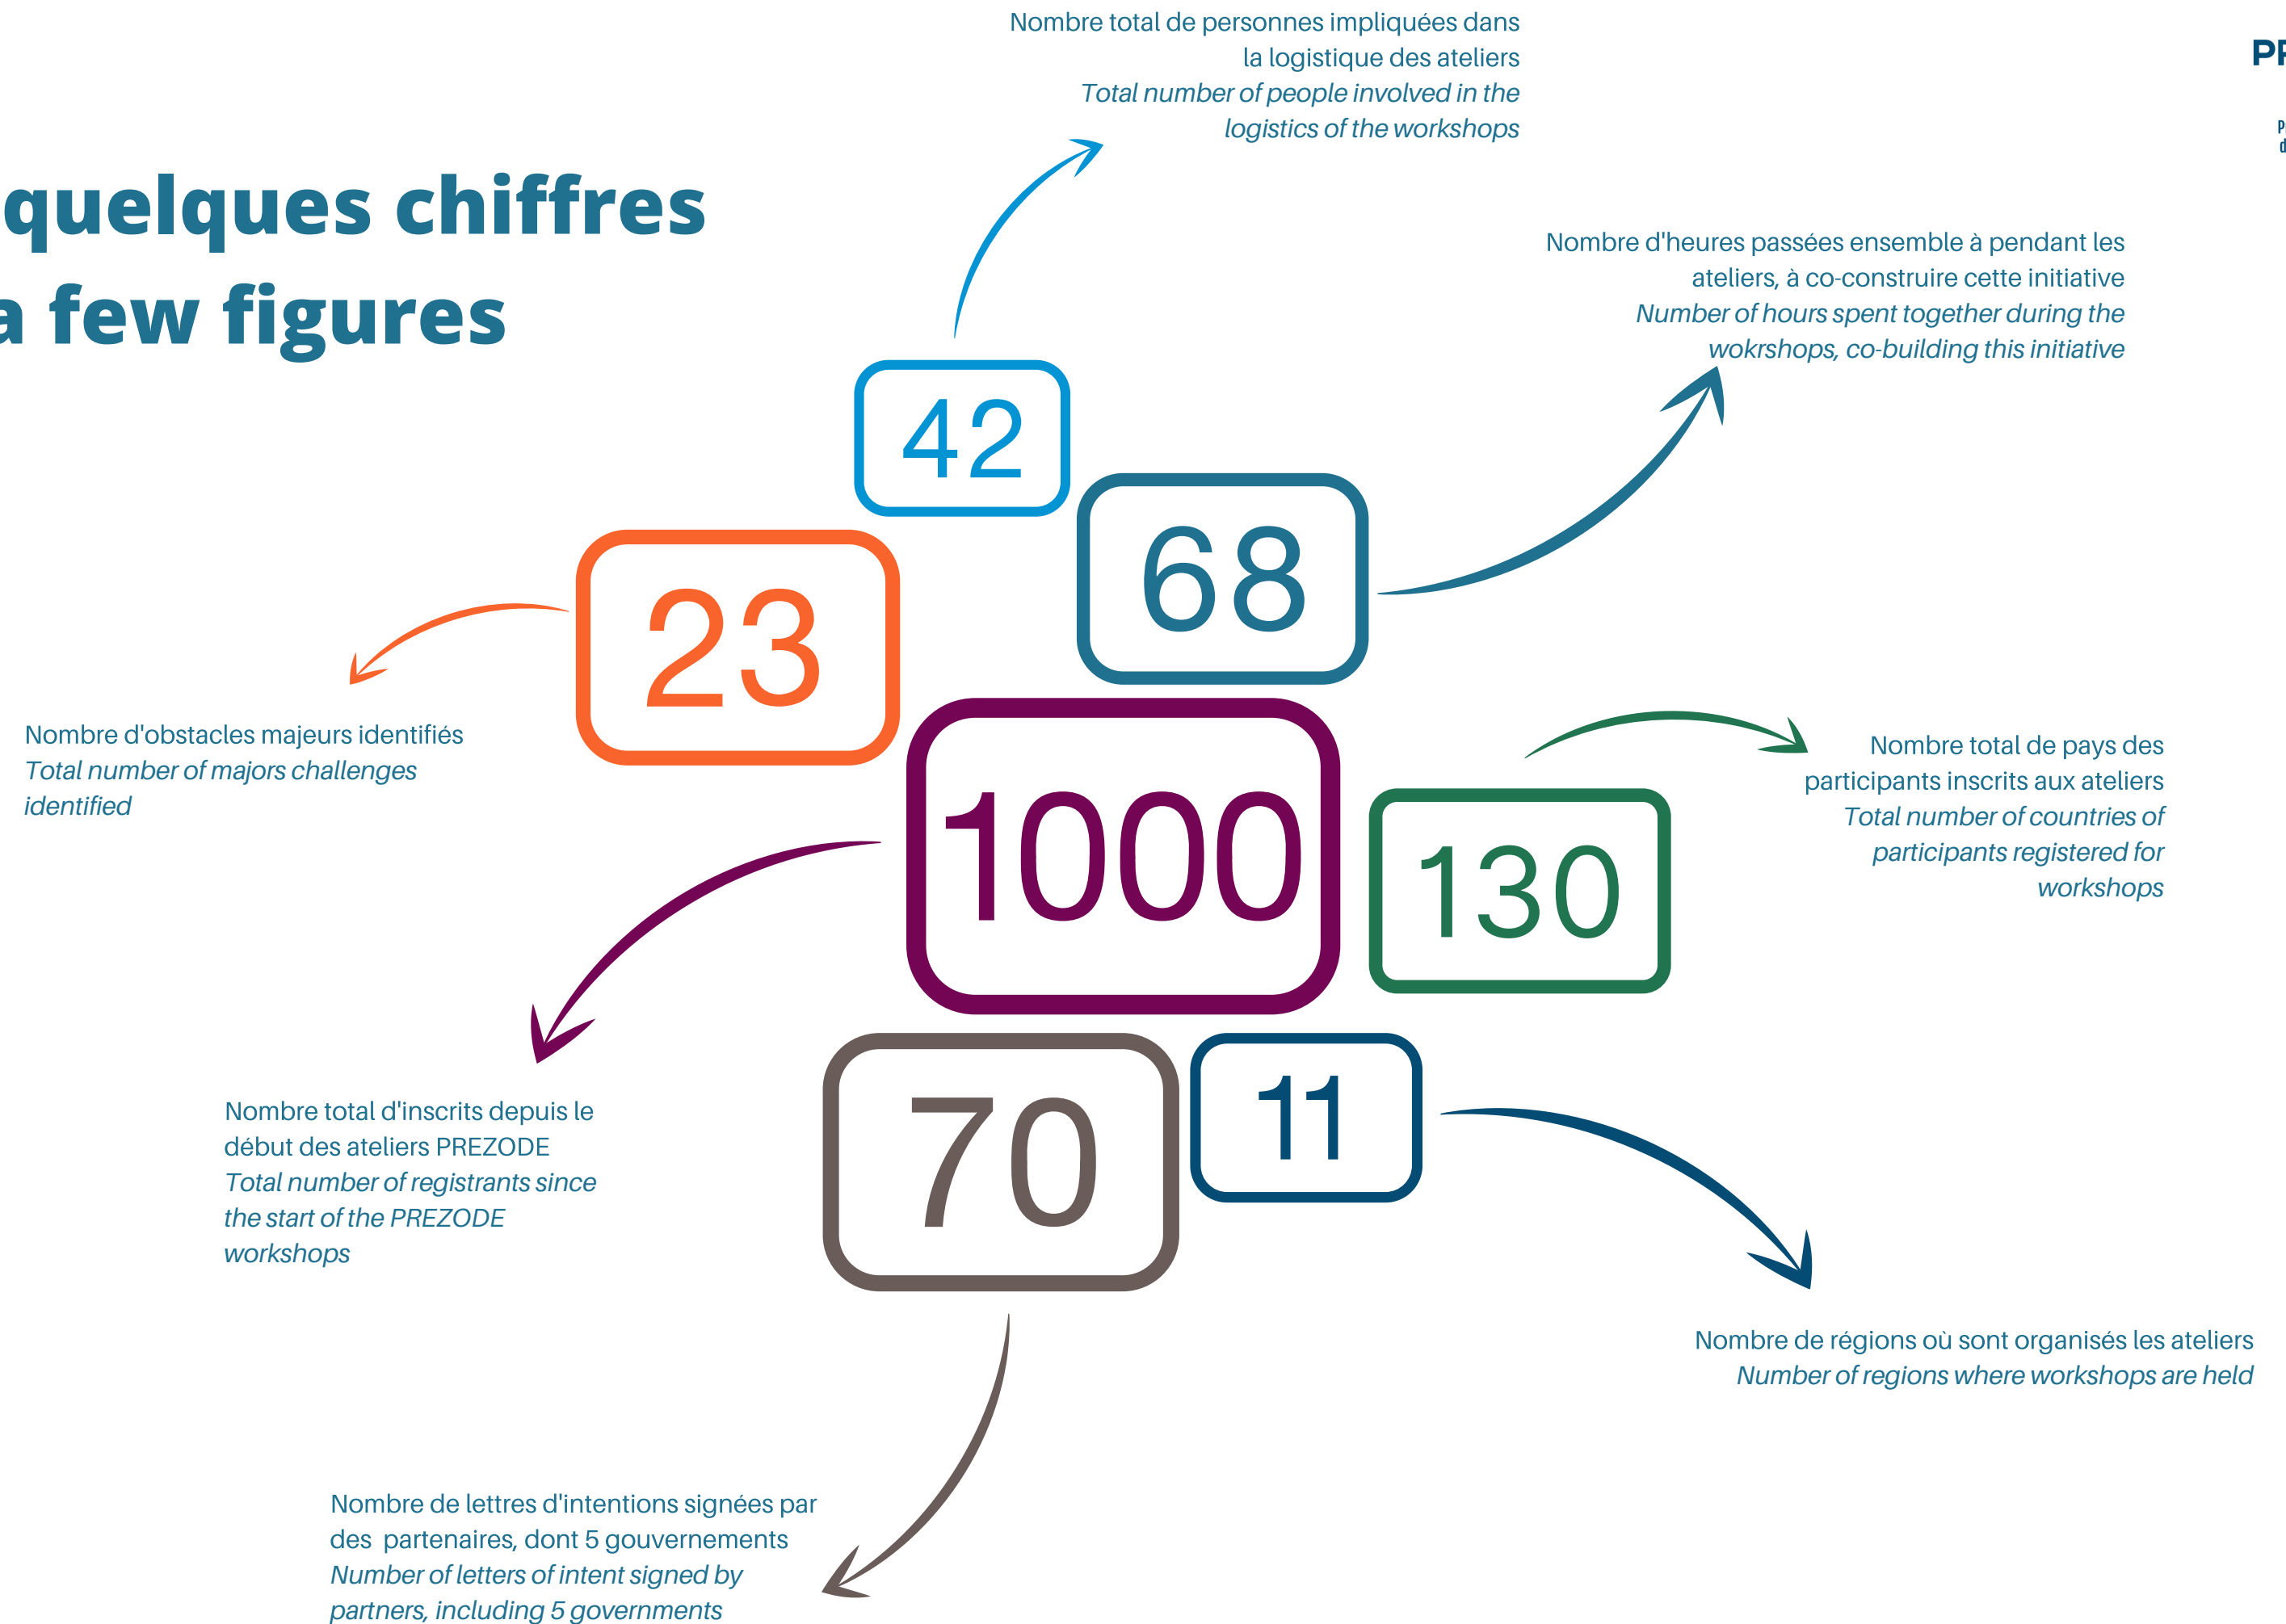 Nombre total de personnes impliquées dans
la logistique des ateliers
Total number of people involved in the
logistics of the workshops
quelques chiffres
a few figures
Nombre d'heures passées ensemble à pendant les
ateliers, à co-construire cette initiative
Number of hours spent together during the
wokrshops, co-building this initiative
42
68
23
Nombre d'obstacles majeurs identifiés
Total number of majors challenges
identified
1000
130
Nombre total de pays des
participants inscrits aux ateliers
Total number of countries of
participants registered for
workshops
Nombre total d'inscrits depuis le
début des ateliers PREZODE
Total number of registrants since
the start of the PREZODE
workshops
70
11
Nombre de régions où sont organisés les ateliers
Number of regions where workshops are held
Nombre de lettres d'intentions signées par
des partenaires, dont 5 gouvernements
Number of letters of intent signed by
partners, including 5 governments